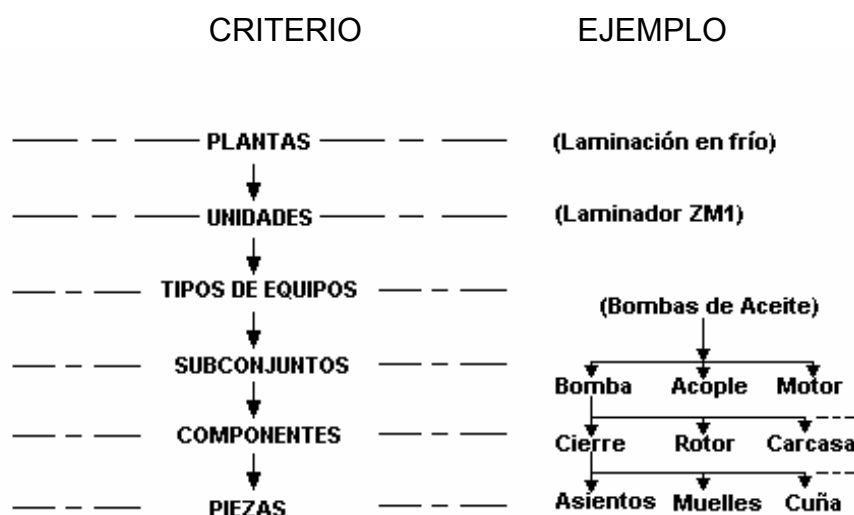 CRITERIO EJEMPLO
PLANTAS (Laminación en frío)
UNIDADES (Laminador ZM1)
TIPOS DE EQUIPOS
(Bombas de Aceite)
SUBCONJUNTOS
Bomba Acople Motor
COMPONENTES
Cierre Rotor Carcasa
PIEZAS
Asientos Muelles Cuña